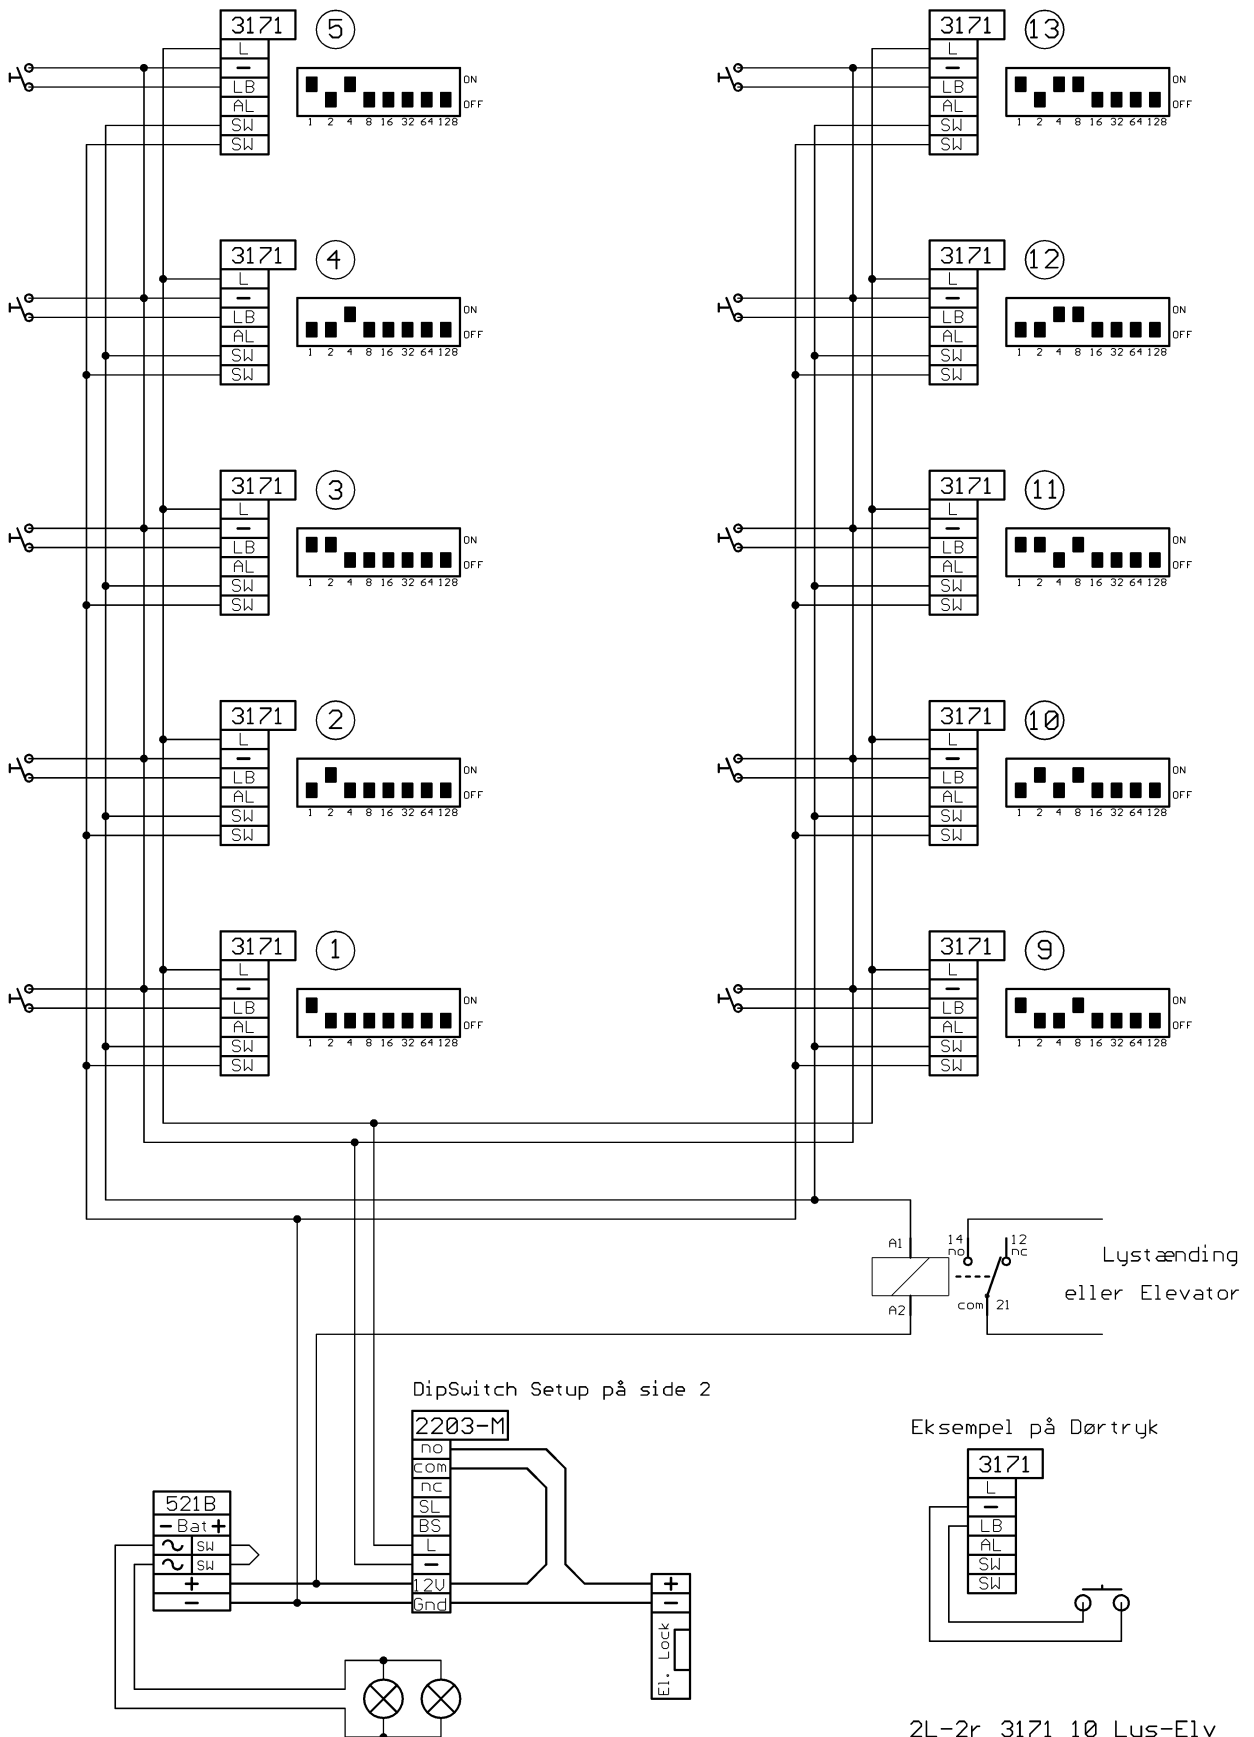 3171 5
L
–
LB
AL
SW
SW
ON
OFF
1 2 4 8 16 32 64 128
3171 13
L
–
LB
AL
SW
SW
ON
OFF
1 2 4 8 16 32 64 128
3171 4
L
–
LB
AL
SW
SW
ON
OFF
1 2 4 8 16 32 64 128
3171 12
L
–
LB
AL
SW
SW
ON
OFF
1 2 4 8 16 32 64 128
3171 3
L
–
LB
AL
SW
SW
ON
OFF
1 2 4 8 16 32 64 128
3171 11
L
–
LB
AL
SW
SW
ON
OFF
1 2 4 8 16 32 64 128
3171 2
L
–
LB
AL
SW
SW
ON
OFF
1 2 4 8 16 32 64 128
3171 10
L
–
LB
AL
SW
SW
ON
OFF
1 2 4 8 16 32 64 128
3171 1
L
–
LB
AL
SW
SW
ON
OFF
1 2 4 8 16 32 64 128
3171 9
L
–
LB
AL
SW
SW
ON
OFF
1 2 4 8 16 32 64 128
A1
A2
14
no
12
nc
com 21
Lystænding
eller Elevator
DipSwitch Setup på side 2
2203-M
no
com
nc
SL
BS
L
–
12V
Gnd
521B
– Bat +
~ SW
~ SW
+
–
+
–
El. Lock
Eksempel på Dørtryk
3171
L
–
LB
AL
SW
SW
2L-2r 3171 10 Lys-Elv